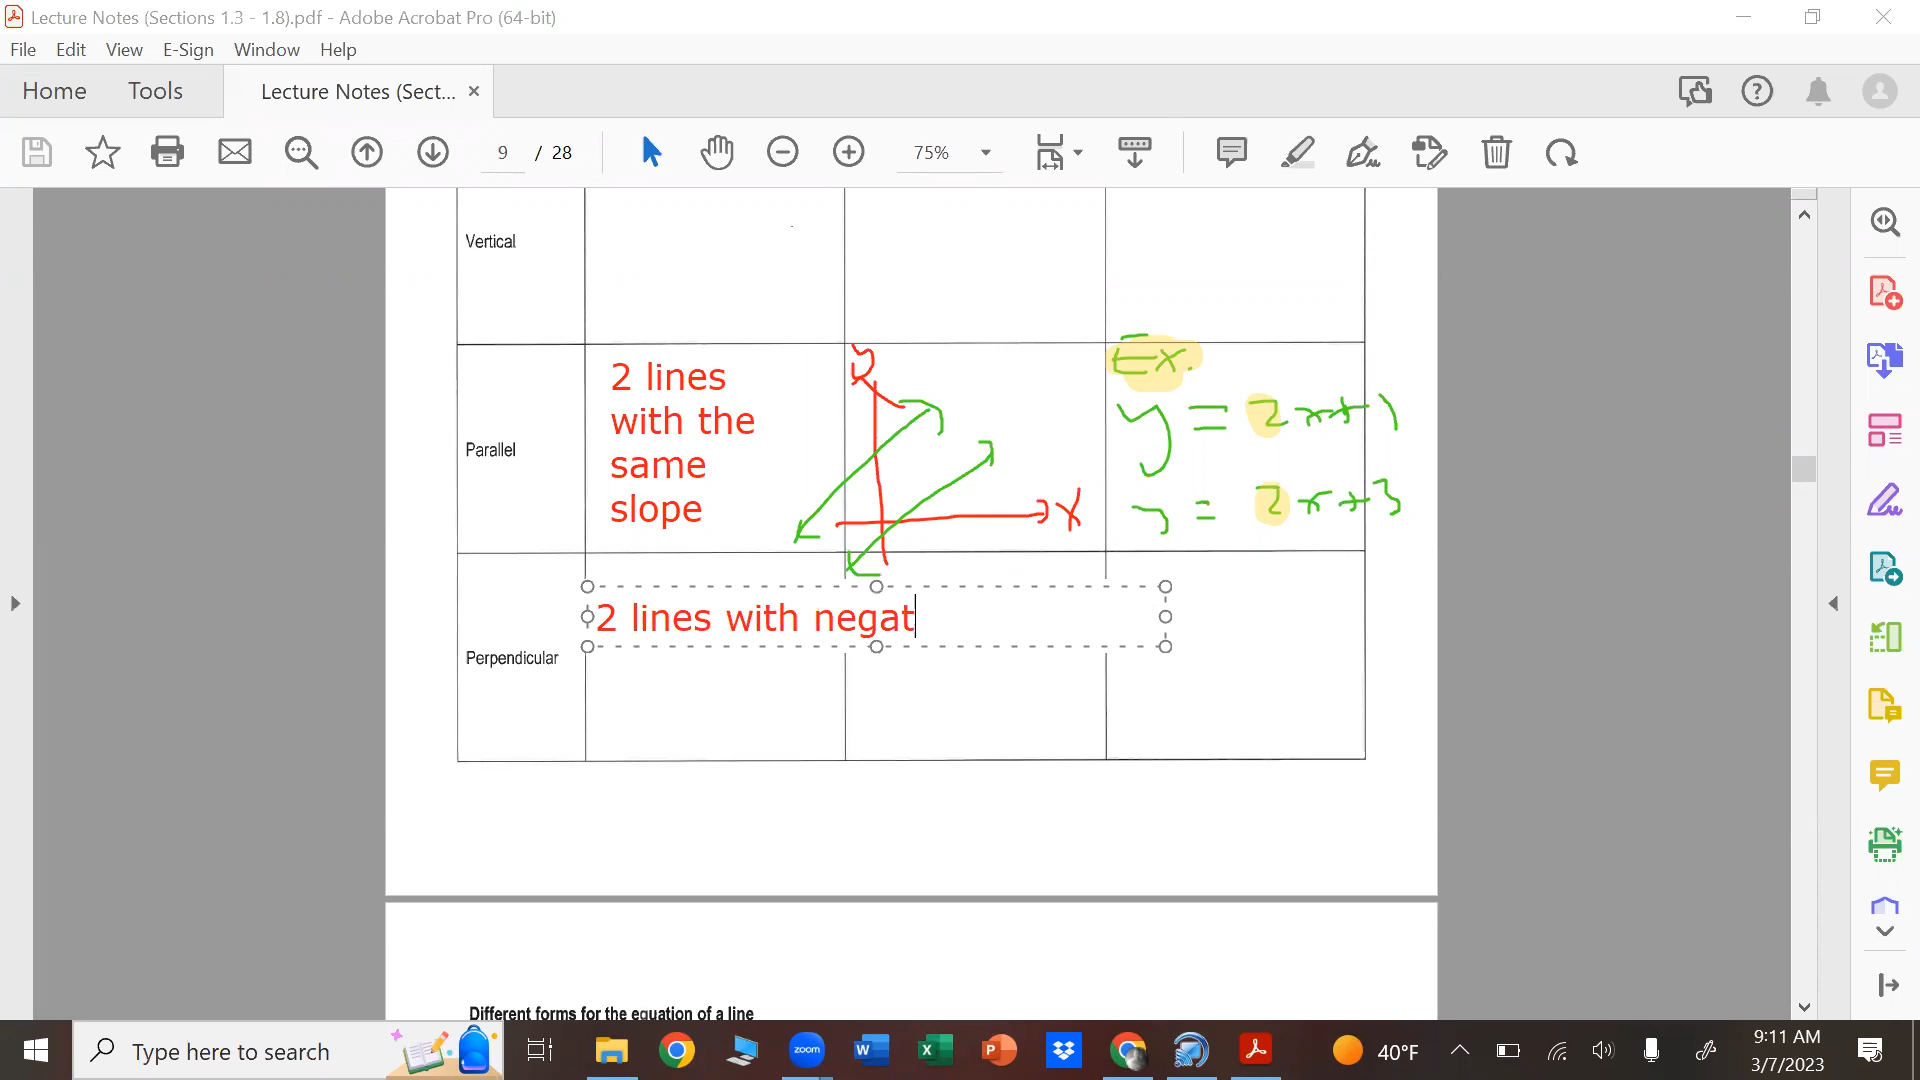 Lecture Notes (Sections 1.3 - 1.8).pdf - Adobe Acrobat Pro (64-bit)
File Edit View E-Sign Window Help
Home Tools Lecture Notes (Sect... ×
9 / 28 75%
Vertical
Parallel
2 lines
with the
same
slope
y
x
Ex.
y = 2x+1
y = 2x+3
Perpendicular
2 lines with negat
Different forms for the equation of a line
Type here to search
zoom
40°F
9:11 AM
3/7/2023